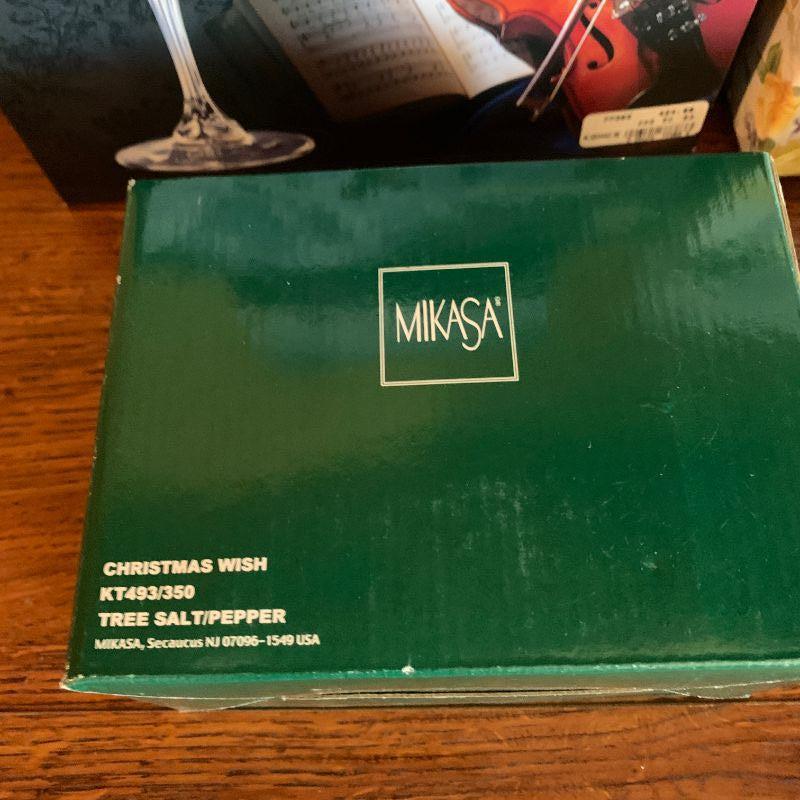 MIKASA®
CHRISTMAS WISH
KT493/350
TREE SALT/PEPPER
MIKASA, Secaucus NJ 07096-1549 USA